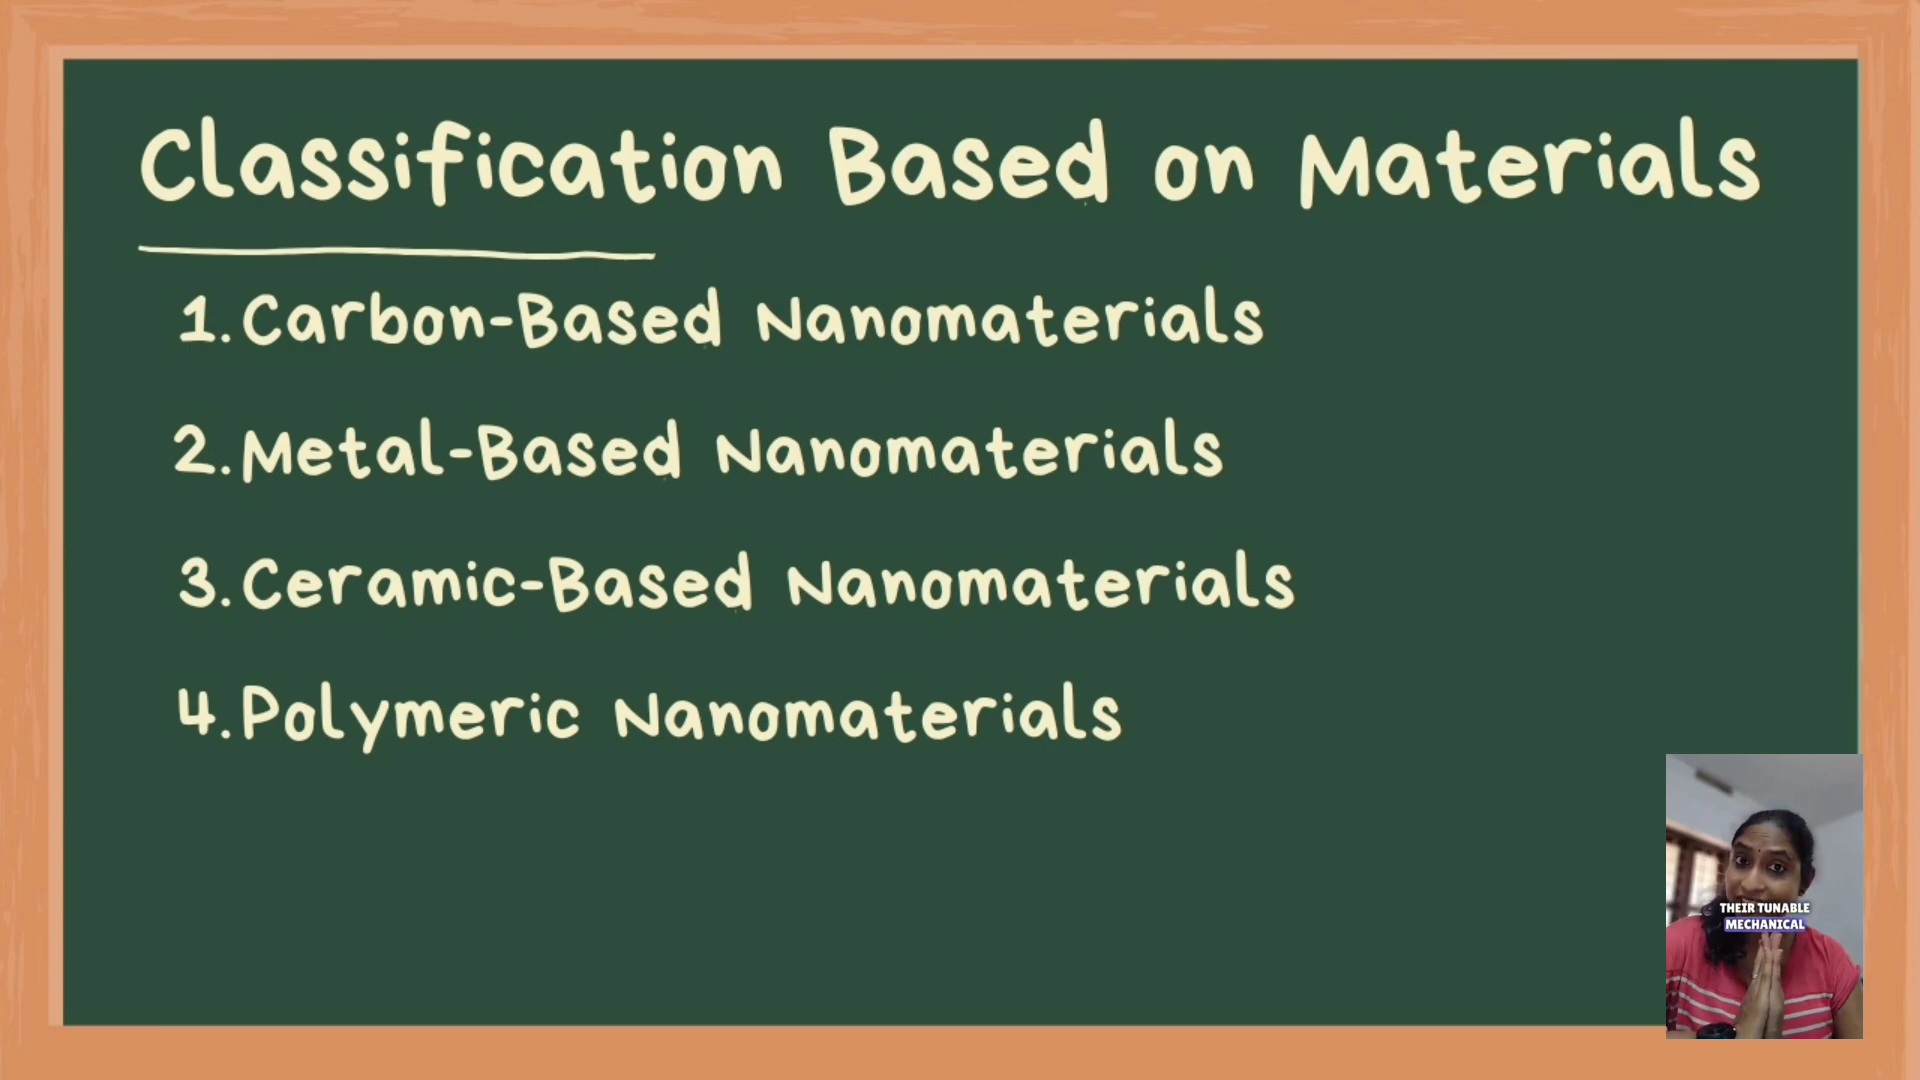 Classification Based on Materials
1. Carbon-Based Nanomaterials
2. Metal-Based Nanomaterials
3. Ceramic-Based Nanomaterials
4. Polymeric Nanomaterials
THEIR TUNABLE
MECHANICAL